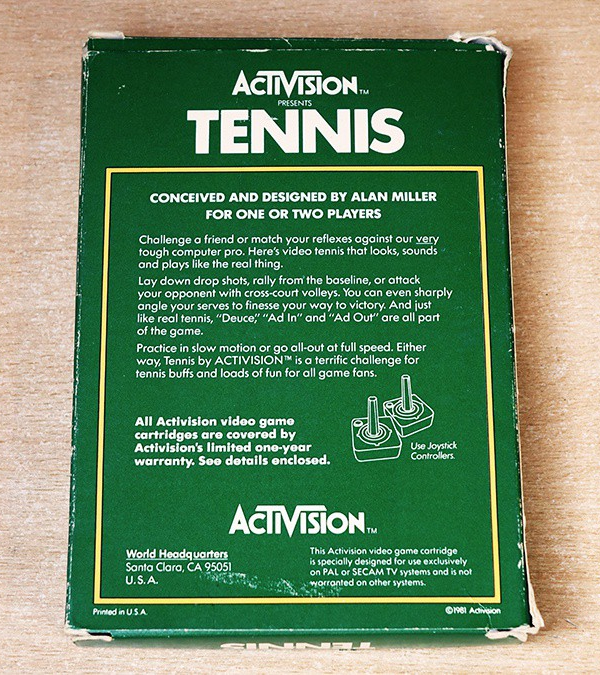 ACTIVISION TM
PRESENTS
TENNIS
CONCEIVED AND DESIGNED BY ALAN MILLER
FOR ONE OR TWO PLAYERS
Challenge a friend or match your reflexes against our very
tough computer pro. Here's video tennis that looks, sounds
and plays like the real thing.
Lay down drop shots, rally from the baseline, or attack
your opponent with cross-court volleys. You can even sharply
angle your serves to finesse your way to victory. And just
like real tennis, “Deuce,” “Ad In” and “Ad Out” are all part
of the game.
Practice in slow motion or go all-out at full speed. Either
way, Tennis by ACTIVISION™ is a terrific challenge for
tennis buffs and loads of fun for all game fans.
All Activision video game
cartridges are covered by
Activision's limited one-year
warranty. See details enclosed.
Use Joystick
Controllers.
ACTIVISION TM
World Headquarters
Santa Clara, CA 95051
U.S.A.
This Activision video game cartridge
is specially designed for use exclusively
on PAL or SECAM TV systems and is not
warranted on other systems.
Printed in U.S.A.
©1981 Activision
TENNIS